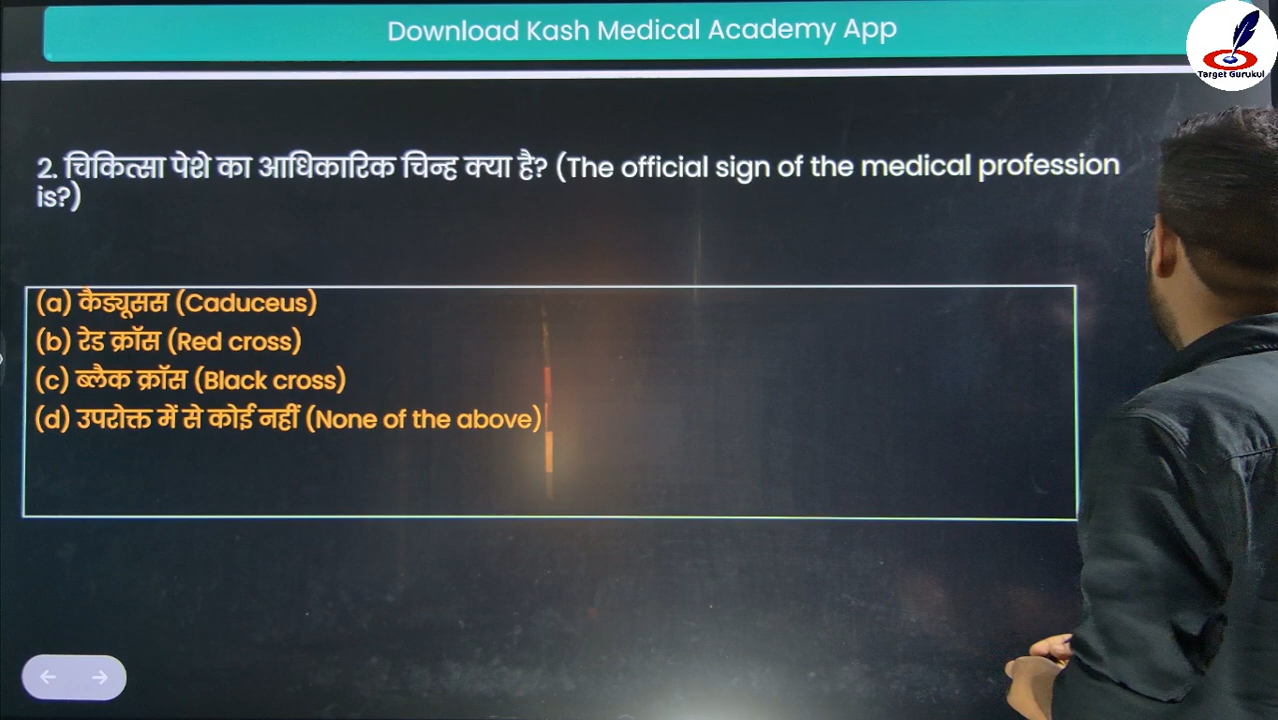 Download Kash Medical Academy App
Target Gurukul
2. चिकित्सा पेशे का आधिकारिक चिन्ह क्या है? (The official sign of the medical profession
is?)
(a) कैड्यूसस (Caduceus)
(b) रेड क्रॉस (Red cross)
(c) ब्लैक क्रॉस (Black cross)
(d) उपरोक्त में से कोई नहीं (None of the above)